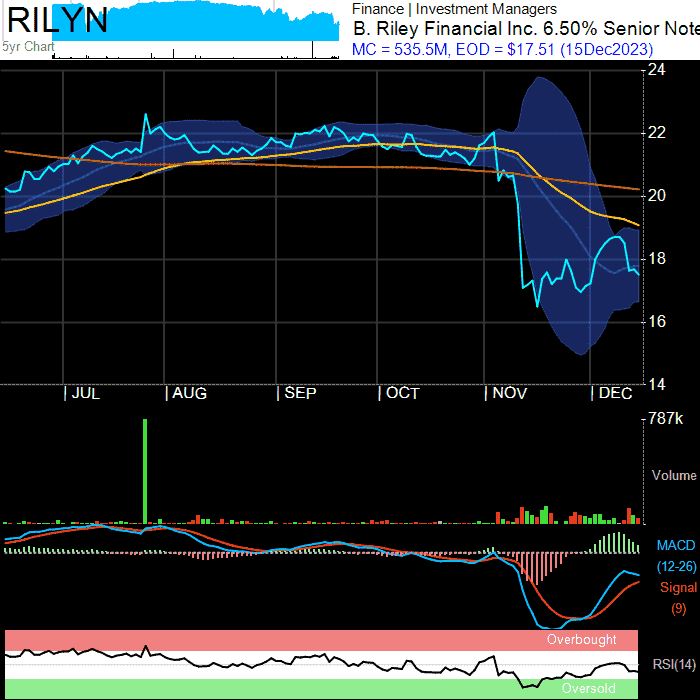 RILYN
5yr Chart
Finance | Investment Managers
B. Riley Financial Inc. 6.50% Senior Note
MC = 535.5M, EOD = $17.51 (15Dec2023)
24
22
20
18
16
14
| JUL | AUG | SEP | OCT | NOV | DEC
787k
Volume
MACD
(12-26)
Signal
(9)
Overbought
RSI(14)
Oversold